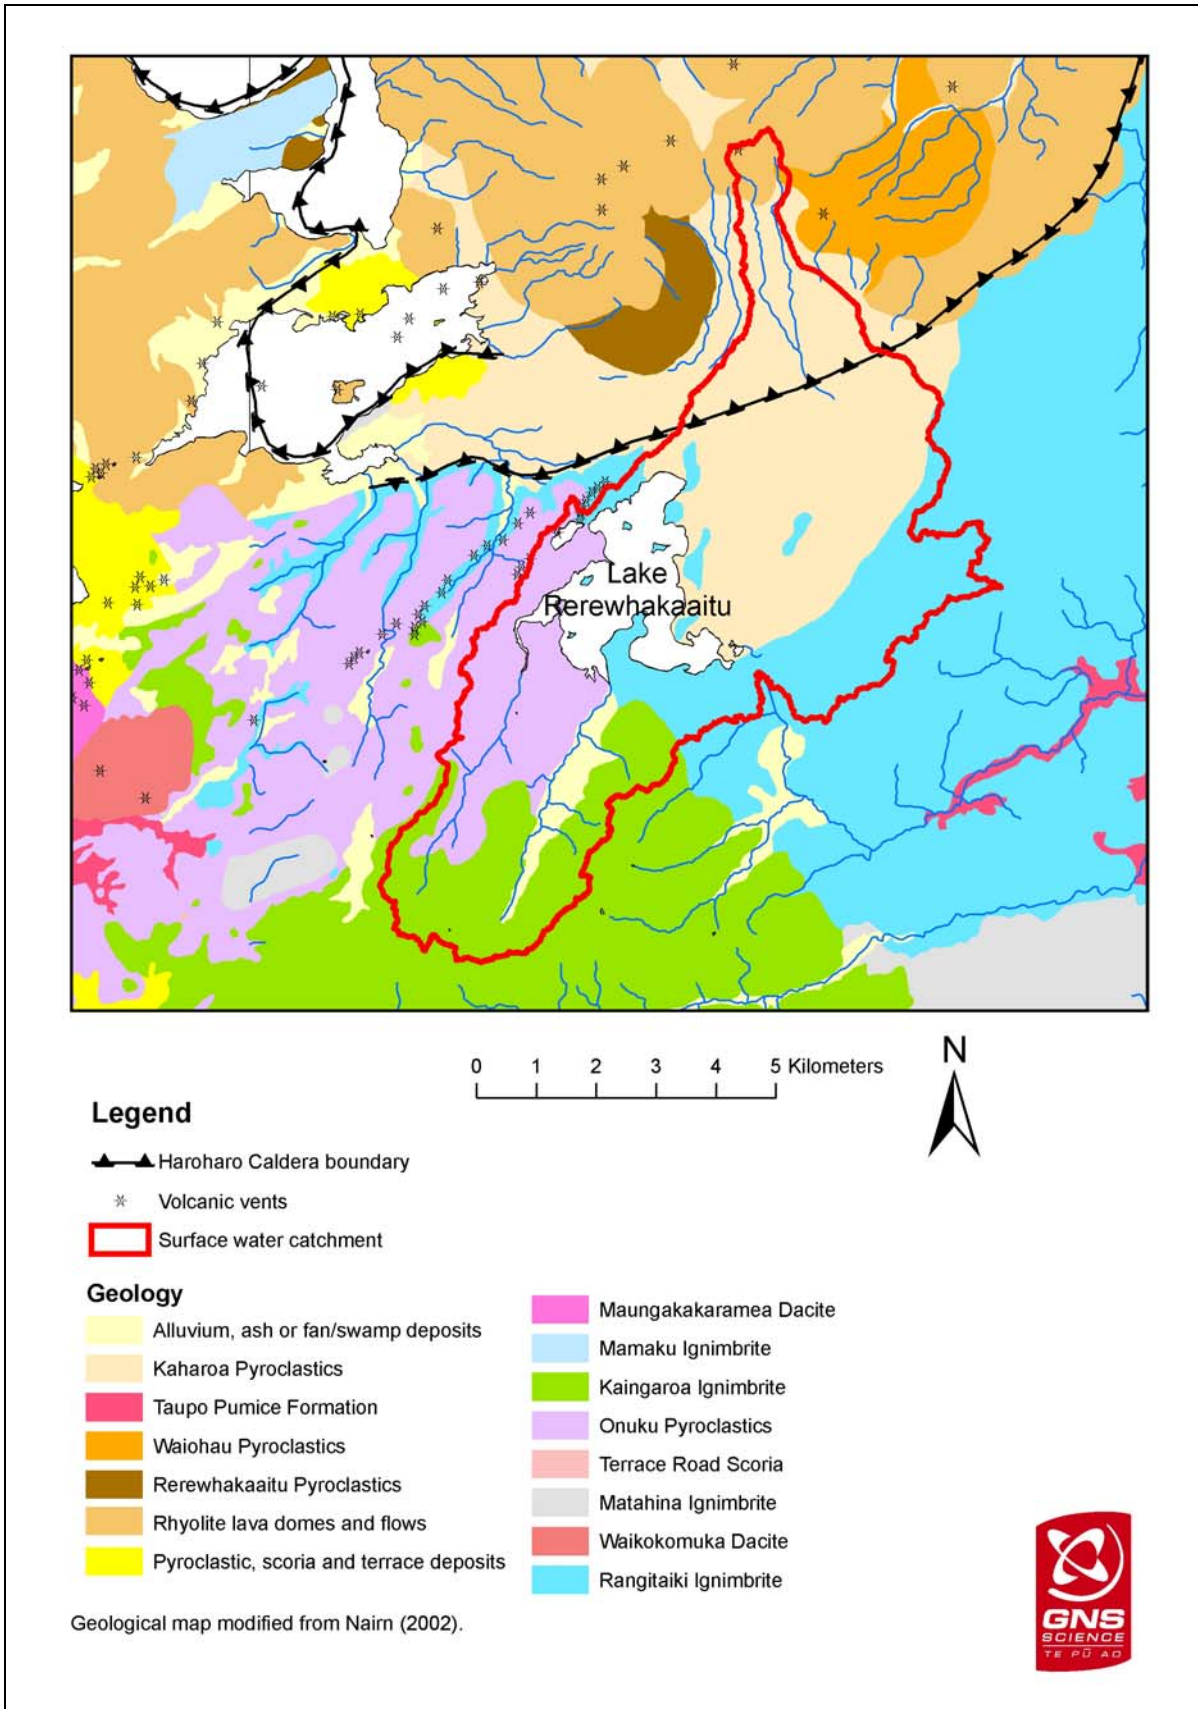 Lake
Rerewhakaaitu
N
0 1 2 3 4 5 Kilometers
Legend
Haroharo Caldera boundary
Volcanic vents
Surface water catchment
Geology
Alluvium, ash or fan/swamp deposits
Kaharoa Pyroclastics
Taupo Pumice Formation
Waiohau Pyroclastics
Rerewhakaaitu Pyroclastics
Rhyolite lava domes and flows
Pyroclastic, scoria and terrace deposits
Maungakakaramea Dacite
Mamaku Ignimbrite
Kaingaroa Ignimbrite
Onuku Pyroclastics
Terrace Road Scoria
Matahina Ignimbrite
Waikokomuka Dacite
Rangitaiki Ignimbrite
Geological map modified from Nairn (2002).
GNS
SCIENCE
TE PŪ AO